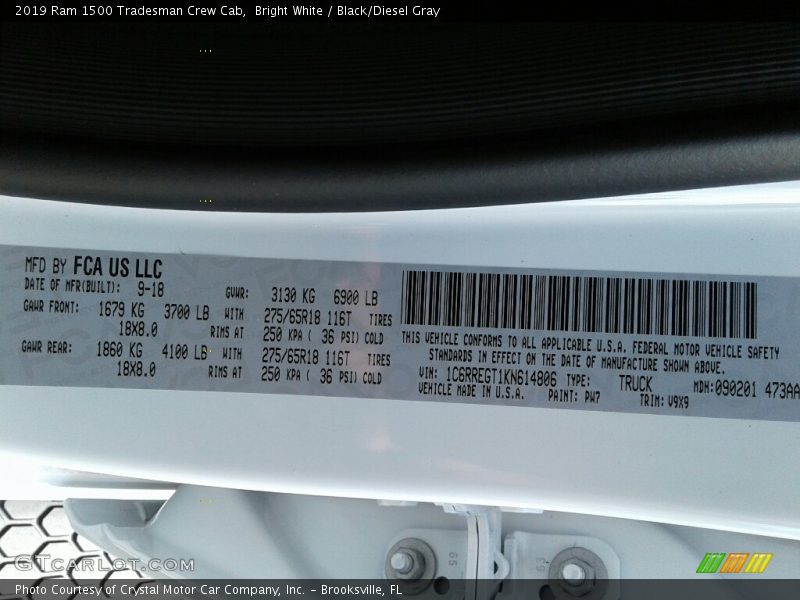 2019 Ram 1500 Tradesman Crew Cab,  Bright White / Black/Diesel Gray
MFD BY FCA US LLC
DATE OF MFR(BUILT): 9-18 GVWR: 3130 KG 6900 LB
GAWR FRONT: 1679 KG 3700 LB WITH 275/65R18 116T TIRES
18X8.0 RIMS AT 250 KPA ( 36 PSI) COLD
GAWR REAR: 1860 KG 4100 LB WITH 275/65R18 116T TIRES
18X8.0 RIMS AT 250 KPA ( 36 PSI) COLD
THIS VEHICLE CONFORMS TO ALL APPLICABLE U.S.A. FEDERAL MOTOR VEHICLE SAFETY
STANDARDS IN EFFECT ON THE DATE OF MANUFACTURE SHOWN ABOVE.
VIN: 1C6RREGT1KN614806 TYPE: TRUCK MDH:090201 473AA
VEHICLE MADE IN U.S.A. PAINT: PW7 TRIM: V9X9
59
53
GTCarLot.com
Photo Courtesy of Crystal Motor Car Company, Inc. – Brooksville, FL